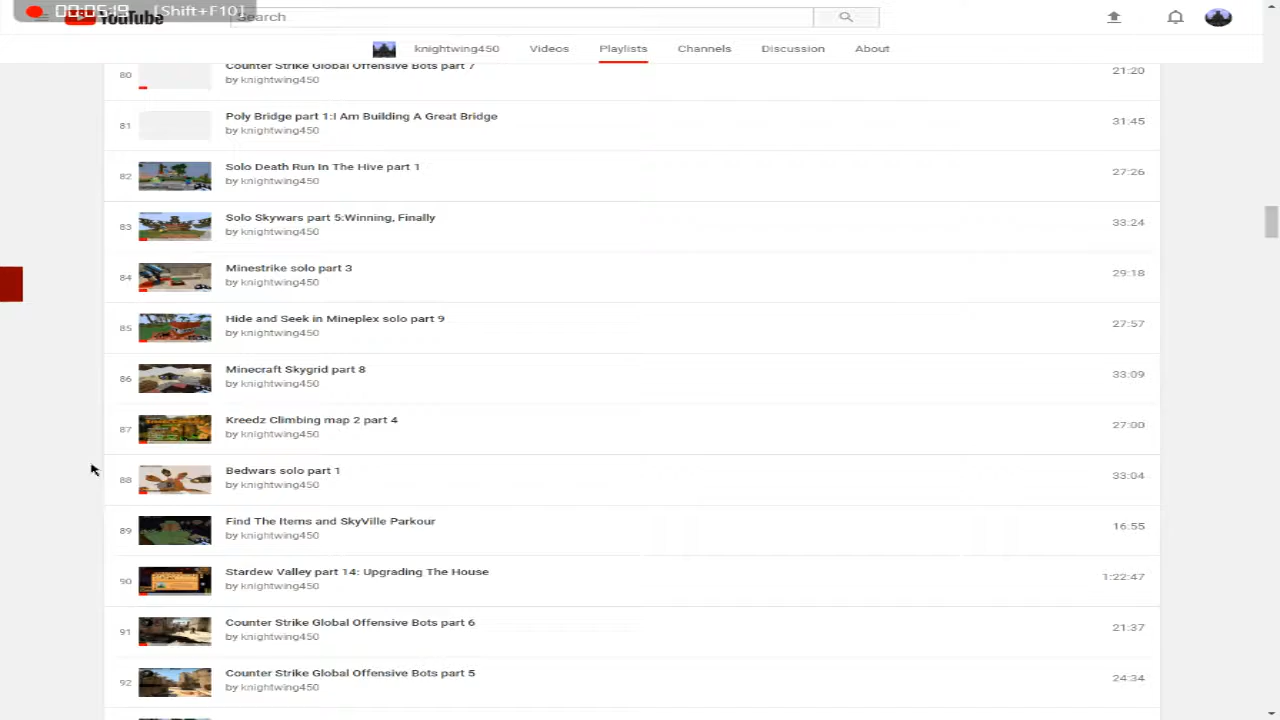 00:05:19 [Shift+F10]
YouTube
Search
knightwing450 Videos Playlists Channels Discussion About
80 Counter Strike Global Offensive Bots part 7 21:20
by knightwing450
81 Poly Bridge part 1:I Am Building A Great Bridge 31:45
by knightwing450
82 Solo Death Run In The Hive part 1 27:26
by knightwing450
83 Solo Skywars part 5:Winning, Finally 33:24
by knightwing450
84 Minestrike solo part 3 29:18
by knightwing450
85 Hide and Seek in Mineplex solo part 9 27:57
by knightwing450
86 Minecraft Skygrid part 8 33:09
by knightwing450
87 Kreedz Climbing map 2 part 4 27:00
by knightwing450
88 Bedwars solo part 1 33:04
by knightwing450
89 Find The Items and SkyVille Parkour 16:55
by knightwing450
90 Stardew Valley part 14: Upgrading The House 1:22:47
by knightwing450
91 Counter Strike Global Offensive Bots part 6 21:37
by knightwing450
92 Counter Strike Global Offensive Bots part 5 24:34
by knightwing450